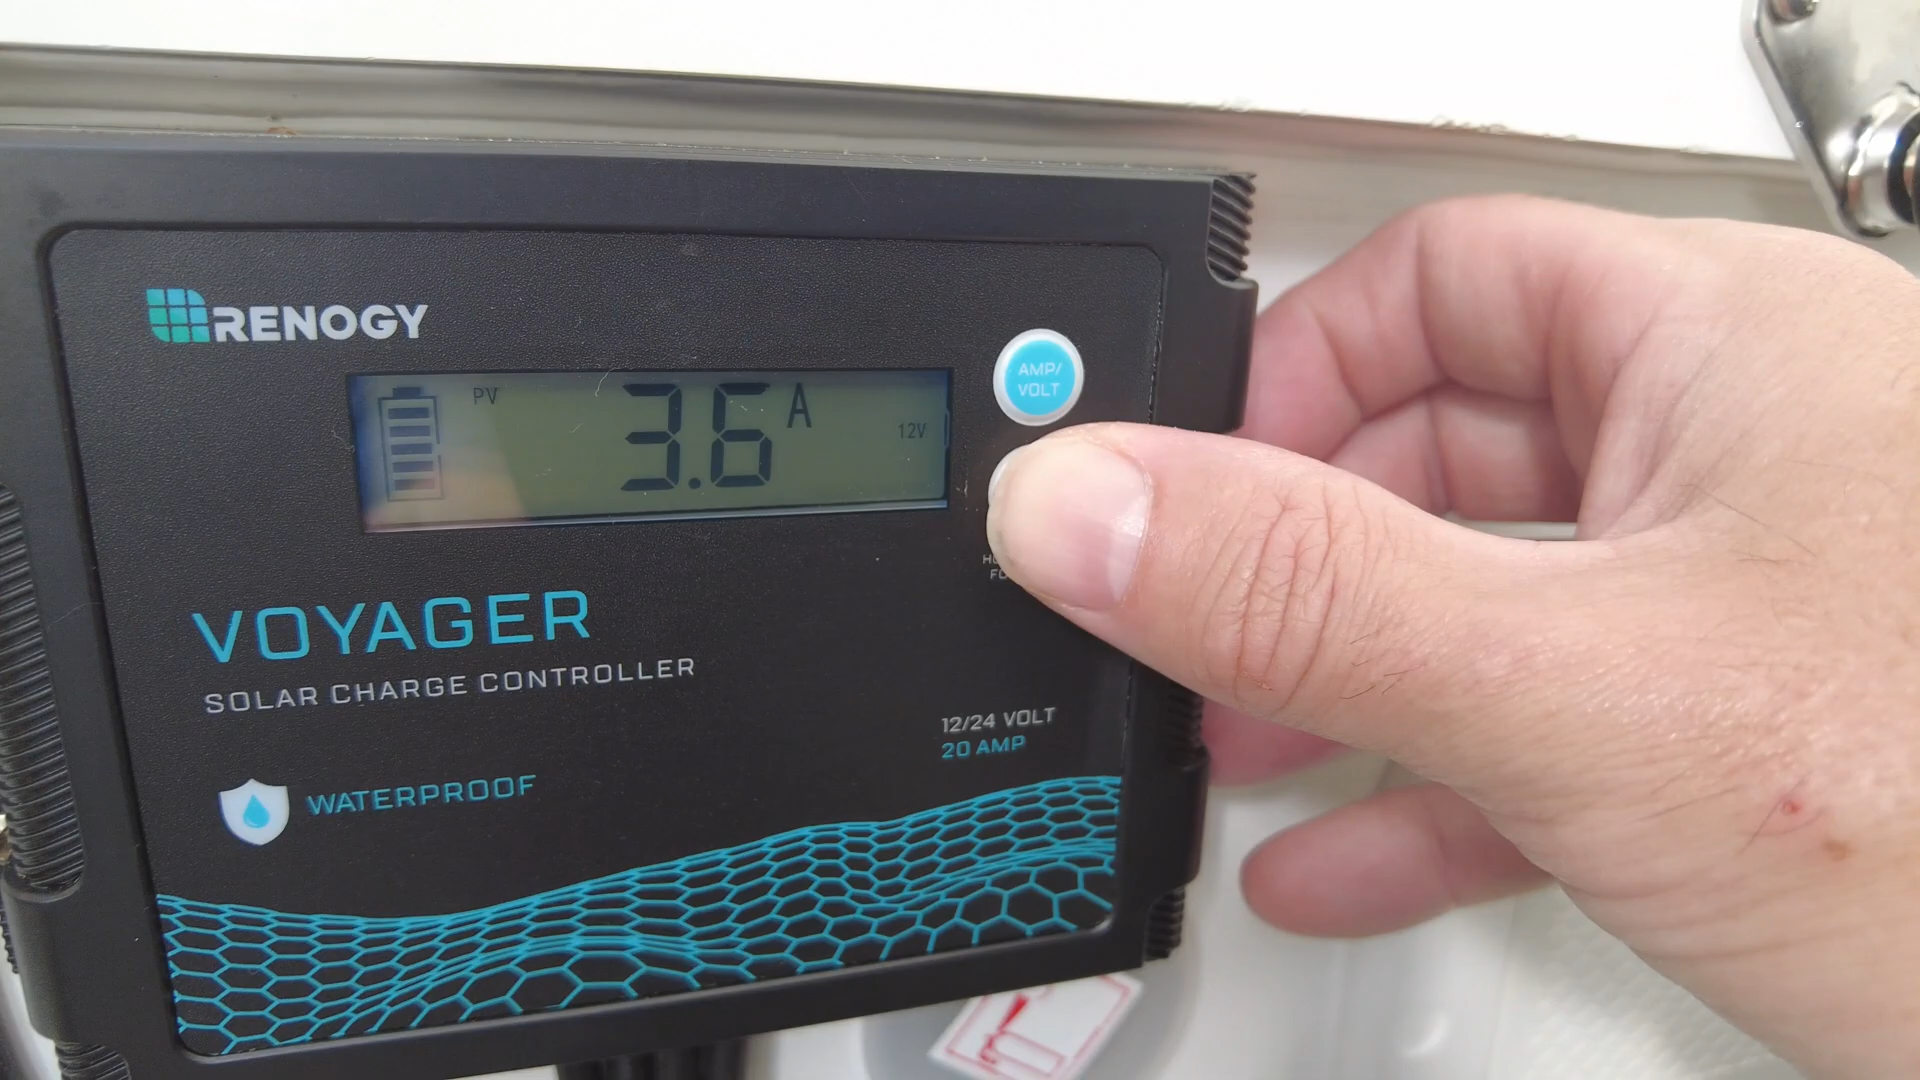 RENOGY
PV
3.6 A
12V
AMP/
VOLT
VOYAGER
SOLAR CHARGE CONTROLLER
WATERPROOF
12/24 VOLT
20 AMP